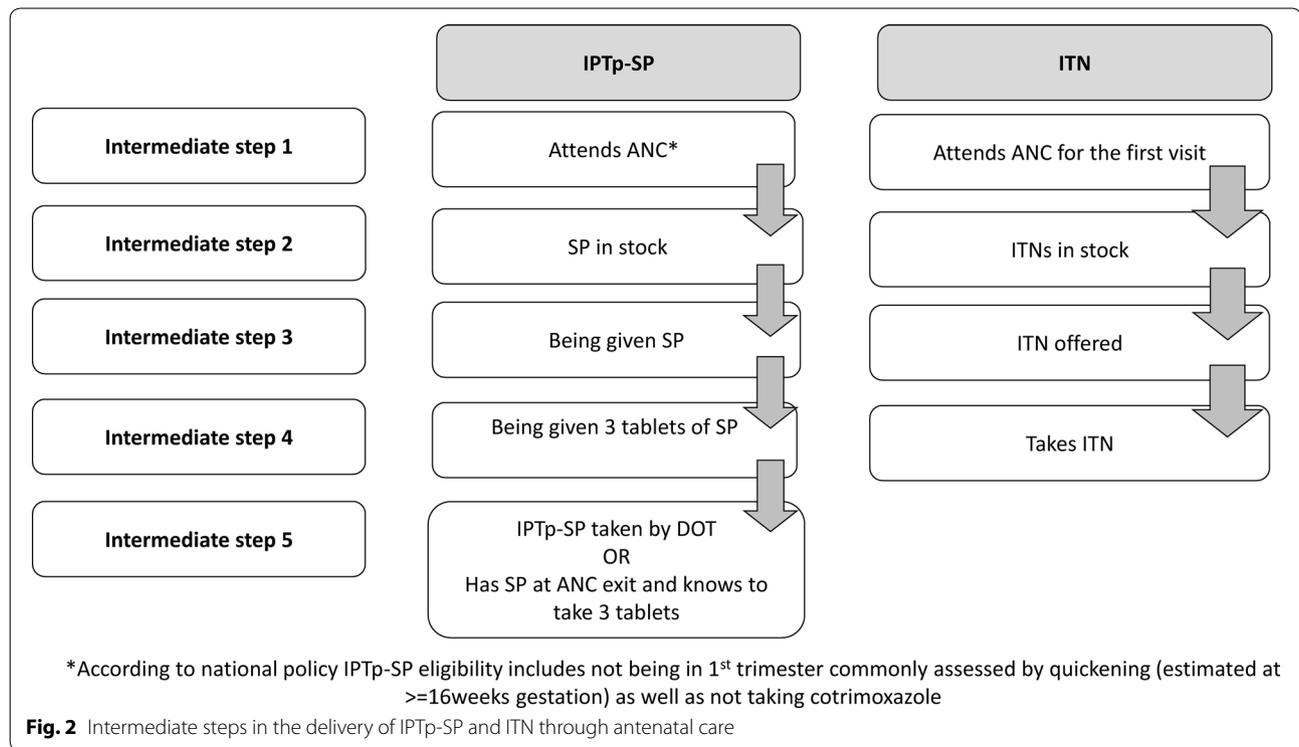 IPTp-SP
ITN
Intermediate step 1
Attends ANC*
Attends ANC for the first visit
Intermediate step 2
SP in stock
ITNs in stock
Intermediate step 3
Being given SP
ITN offered
Intermediate step 4
Being given 3 tablets of SP
Takes ITN
Intermediate step 5
IPTp-SP taken by DOT
OR
Has SP at ANC exit and knows to
take 3 tablets
*According to national policy IPTp-SP eligibility includes not being in 1st trimester commonly assessed by quickening (estimated at
>=16weeks gestation) as well as not taking cotrimoxazole
Fig. 2 Intermediate steps in the delivery of IPTp-SP and ITN through antenatal care